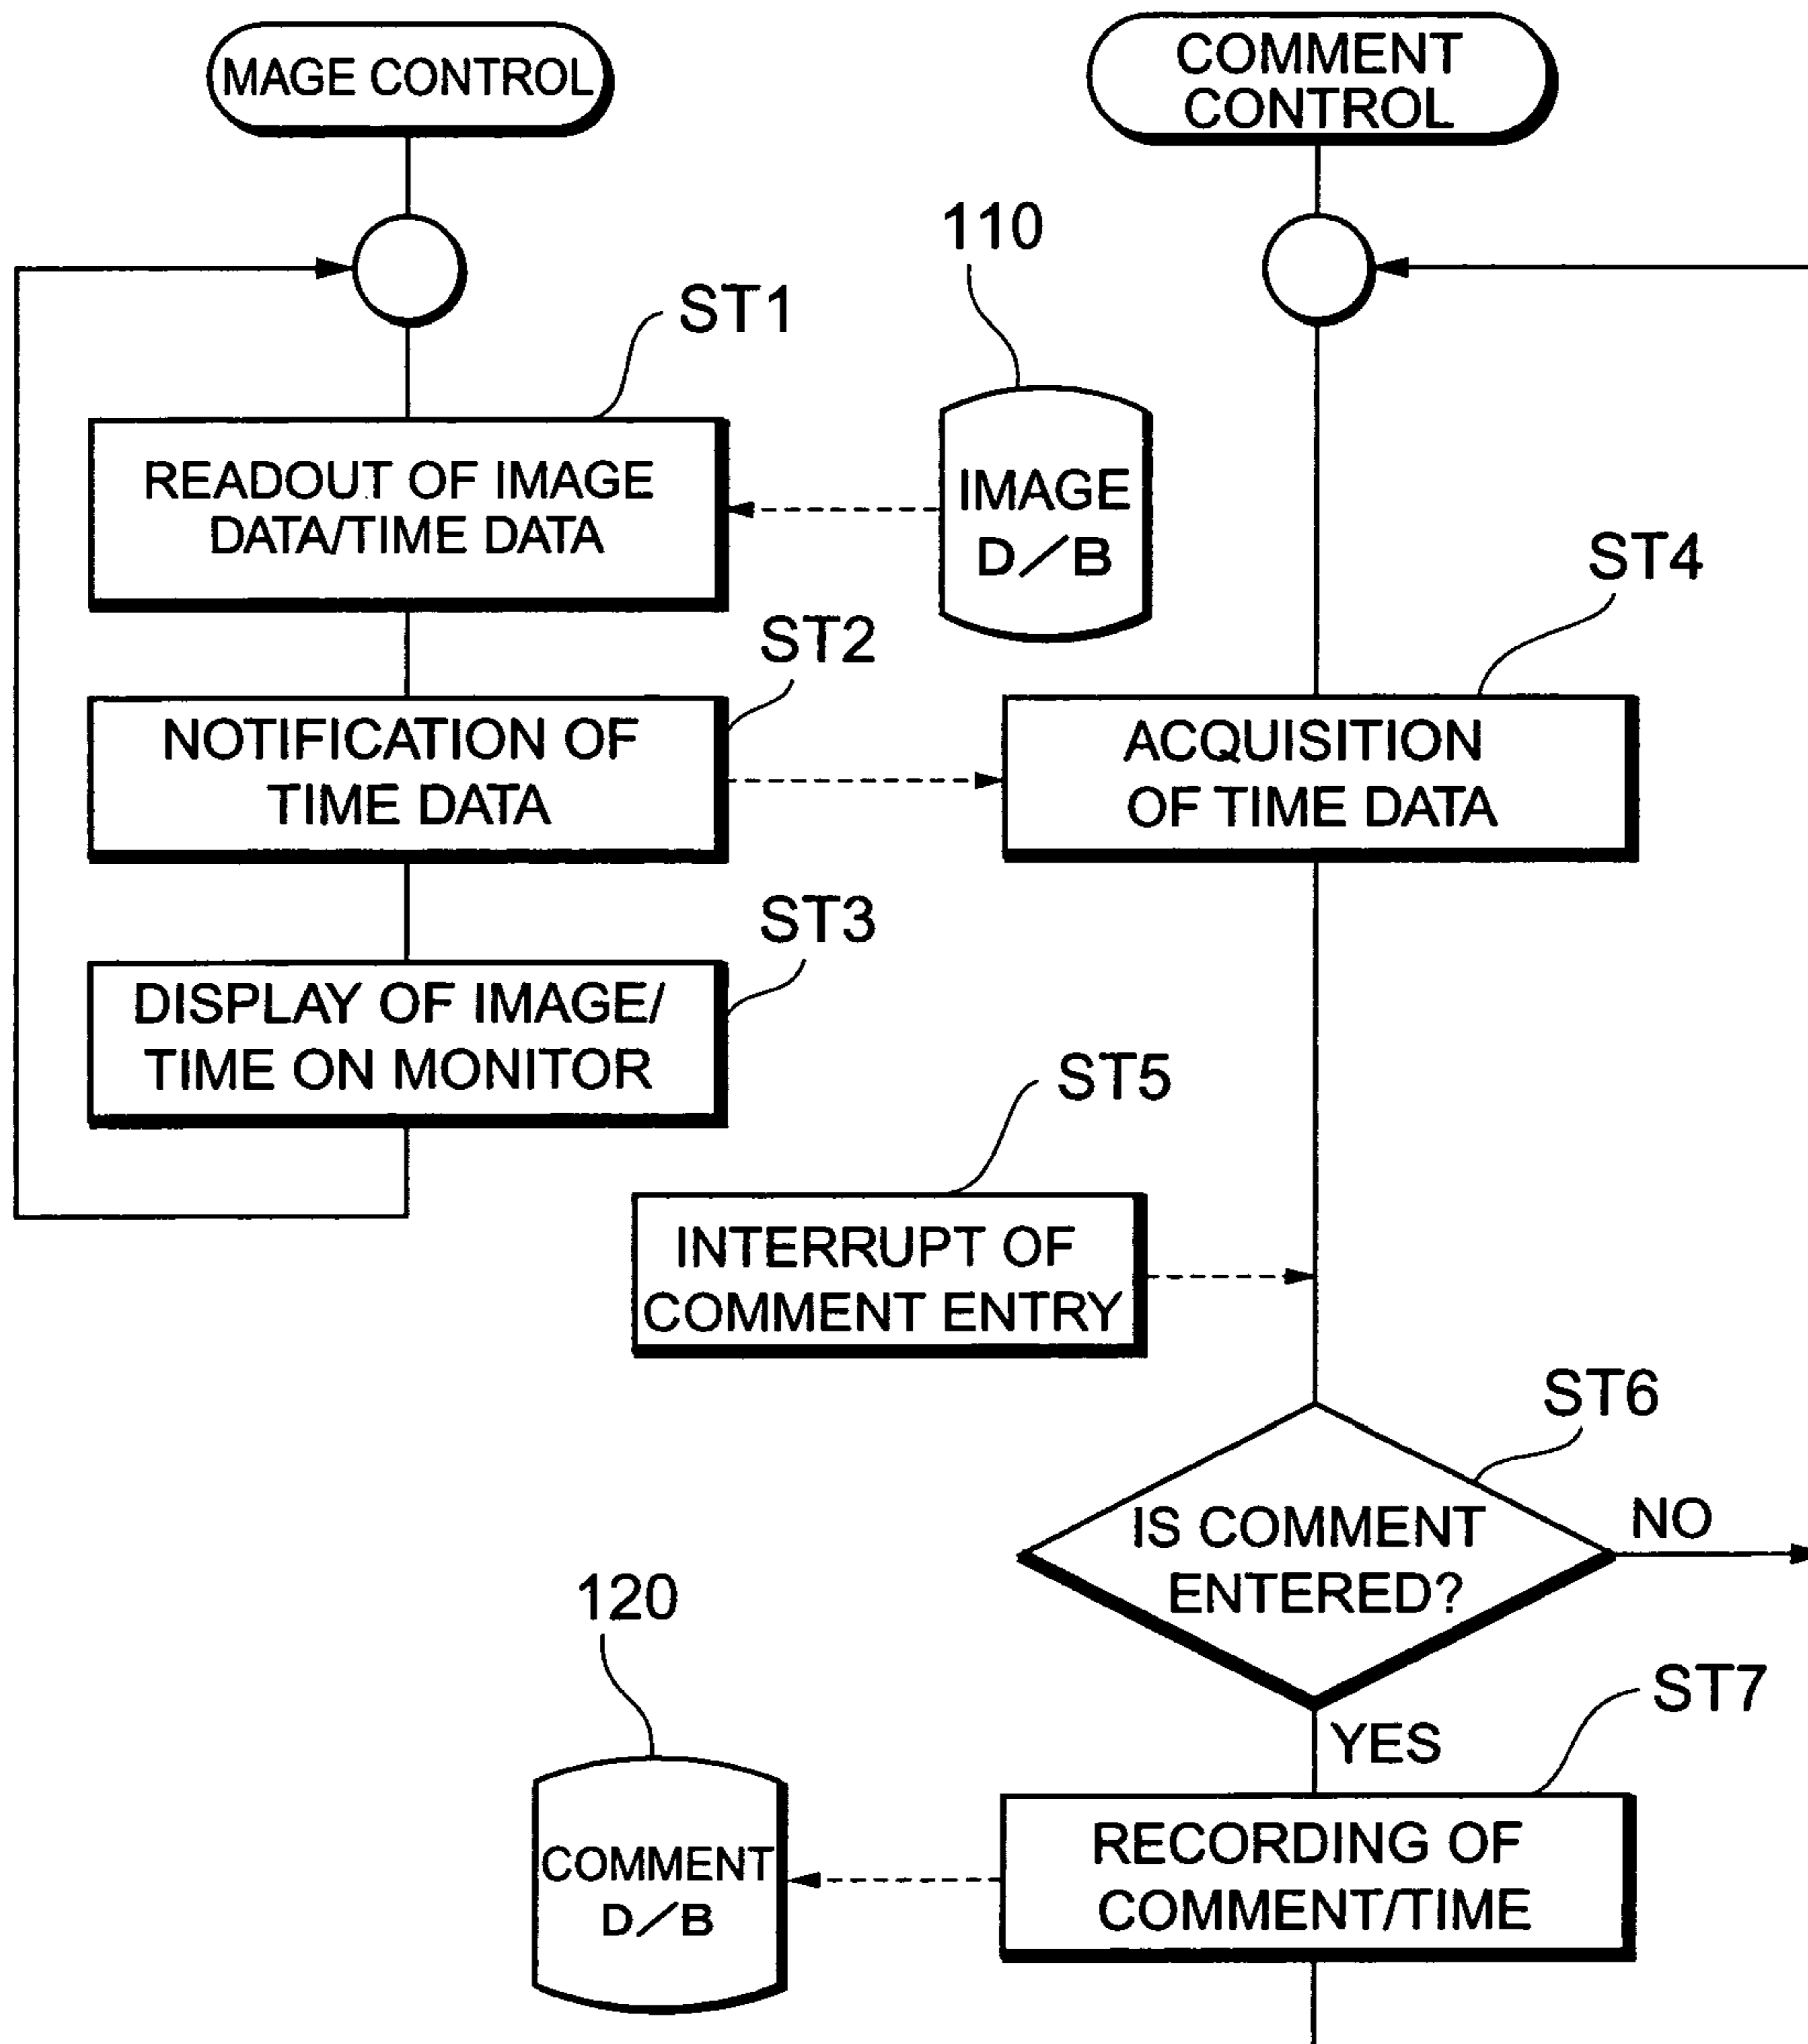 MAGE CONTROL
COMMENT
CONTROL
110
ST1
READOUT OF IMAGE
DATA/TIME DATA
IMAGE
D/B
ST4
ST2
NOTIFICATION OF
TIME DATA
ACQUISITION
OF TIME DATA
ST3
DISPLAY OF IMAGE/
TIME ON MONITOR
ST5
INTERRUPT OF
COMMENT ENTRY
ST6
IS COMMENT
ENTERED?
NO
120
ST7
YES
COMMENT
D/B
RECORDING OF
COMMENT/TIME